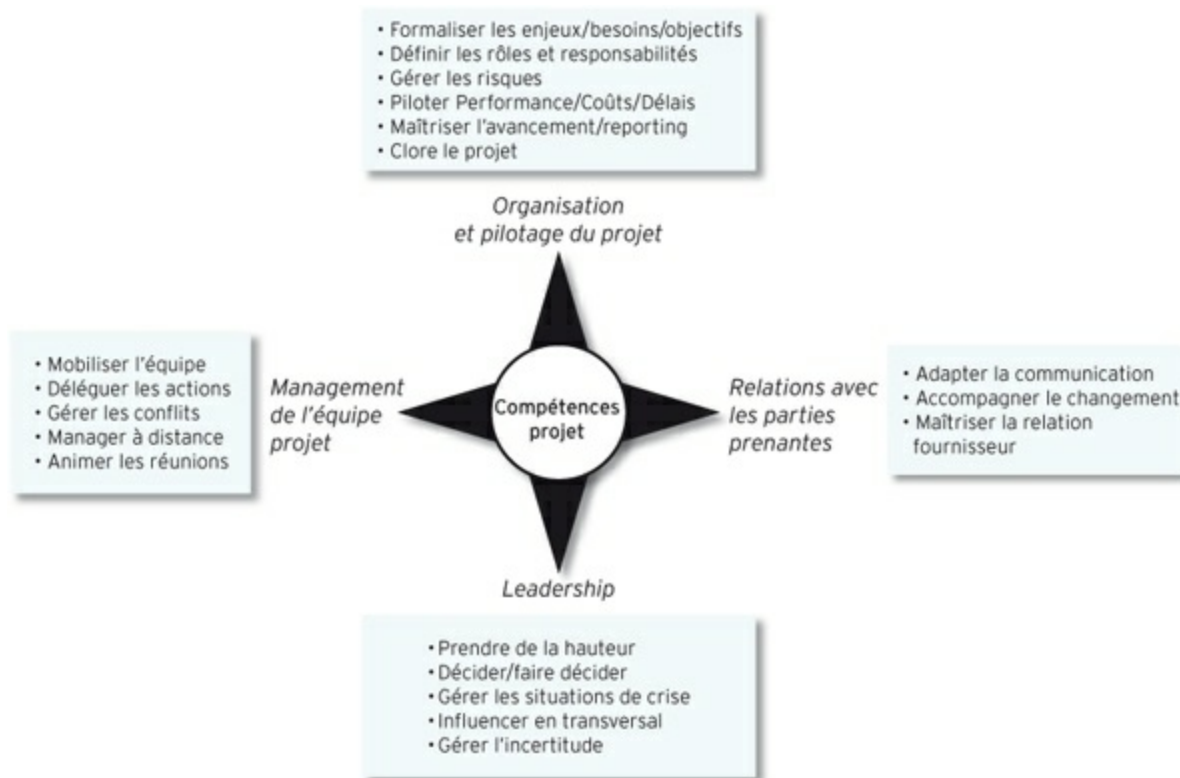 • Formaliser les enjeux/besoins/objectifs
• Définir les rôles et responsabilités
• Gérer les risques
• Piloter Performance/Coûts/Délais
• Maîtriser l'avancement/reporting
• Clore le projet
Organisation
et pilotage du projet
• Mobiliser l'équipe
• Déléguer les actions
• Gérer les conflits
• Manager à distance
• Animer les réunions
Management
de l'équipe
projet
Compétences
projet
Relations avec
les parties
prenantes
• Adapter la communication
• Accompagner le changement
• Maîtriser la relation
fournisseur
Leadership
• Prendre de la hauteur
• Décider/faire décider
• Gérer les situations de crise
• Influencer en transversal
• Gérer l'incertitude